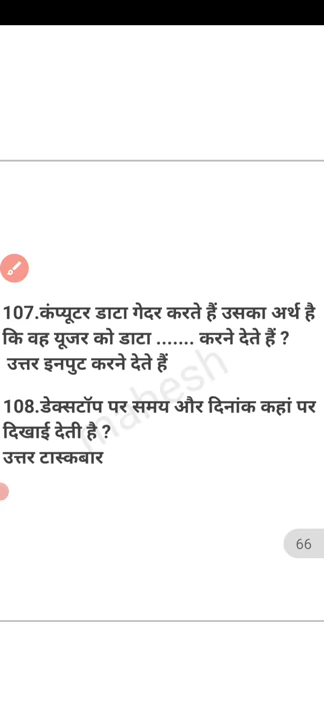 107.कंप्यूटर डाटा गेदर करते हैं उसका अर्थ है
कि वह यूजर को डाटा ....... करने देते हैं ?
उत्तर इनपुट करने देते हैं
108.डेक्सटॉप पर समय और दिनांक कहां पर
दिखाई देती है ?
उत्तर टास्कबार
mahesh
66